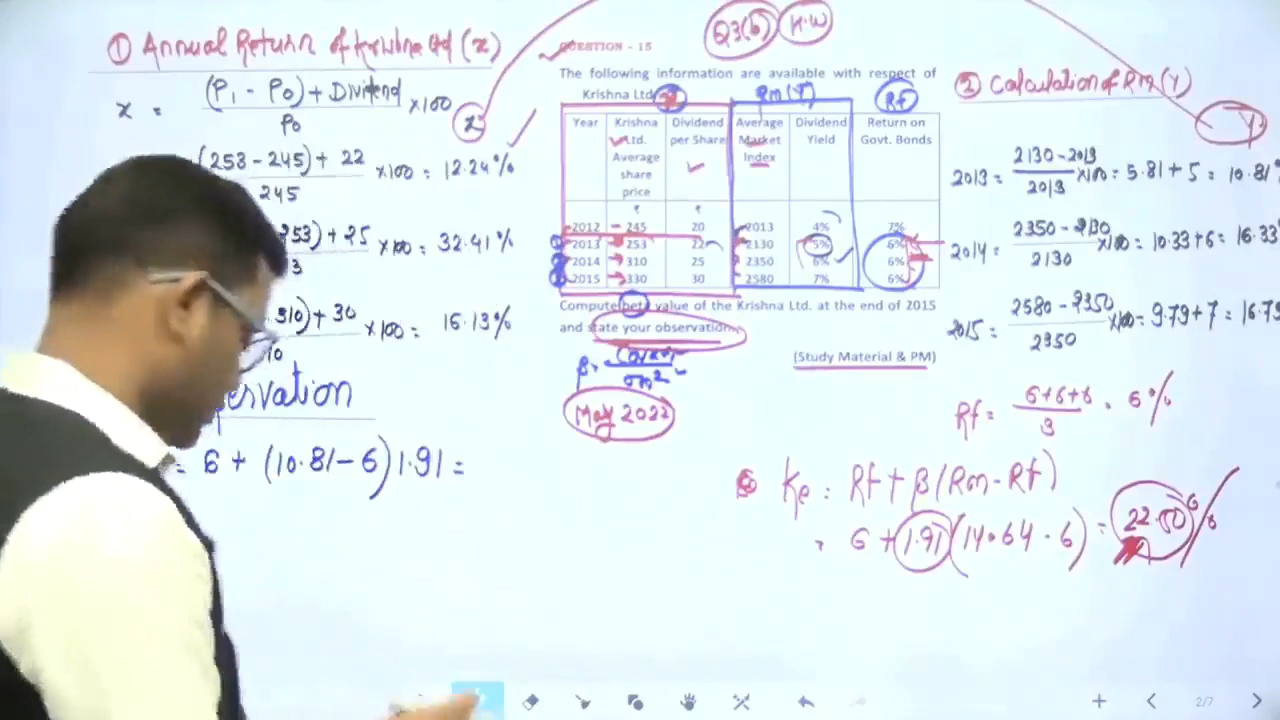 ① Annual Return of Krishna Ltd (x)
x = (P1 - P0) + Dividend / P0 × 100
(253 - 245) + 22 / 245 × 100 = 12.24%
253) + 25 / 3 × 100 = 32.41%
310) + 30 / 10 × 100 = 16.13%
ervation
= 6 + (10.81 - 6) 1.91 =
x
Q3(b) H.W
QUESTION - 15
The following information are available with respect of
Krishna Ltd.
Rm (Y) Rf
Year Krishna Ltd. Average share price Dividend per Share Average Market Index Dividend Yield Return on Govt. Bonds
₹ ₹
2012 245 20 2013 4% 7%
2013 253 22 2130 5% 6%
2014 310 25 2350 6% 6%
2015 330 30 2580 7% 6%
Compute beta value of the Krishna Ltd. at the end of 2015
and state your observation.
(Study Material & PM)
May 2022
② Calculation of Rm (Y)
Y
2013 = 2130 - 2013 / 2013 × 100 = 5.81 + 5 = 10.81%
2014 = 2350 - 2130 / 2130 × 100 = 10.33 + 6 = 16.33
2015 = 2580 - 2350 / 2350 × 100 = 9.79 + 7 = 16.79
Rf = 6+6+6 / 3 = 6%
Ke = Rf + β (Rm - Rf)
= 6 + 1.91 (14.64 - 6) = 22.50%
2/7